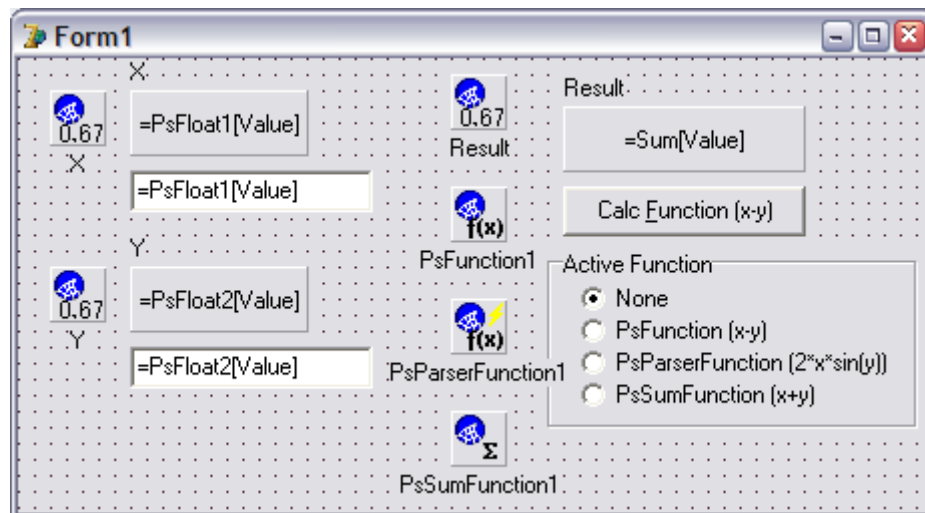 Form1
X
0.67
=PsFloat1[Value]
X
=PsFloat1[Value]
Y
0.67
=PsFloat2[Value]
Y
=PsFloat2[Value]
0.67
Result
f(x)
PsFunction1
f(x)
PsParserFunction1
Σ
PsSumFunction1
Result
=Sum[Value]
Calc Function (x-y)
Active Function
None
PsFunction (x-y)
PsParserFunction (2*x*sin(y))
PsSumFunction (x+y)